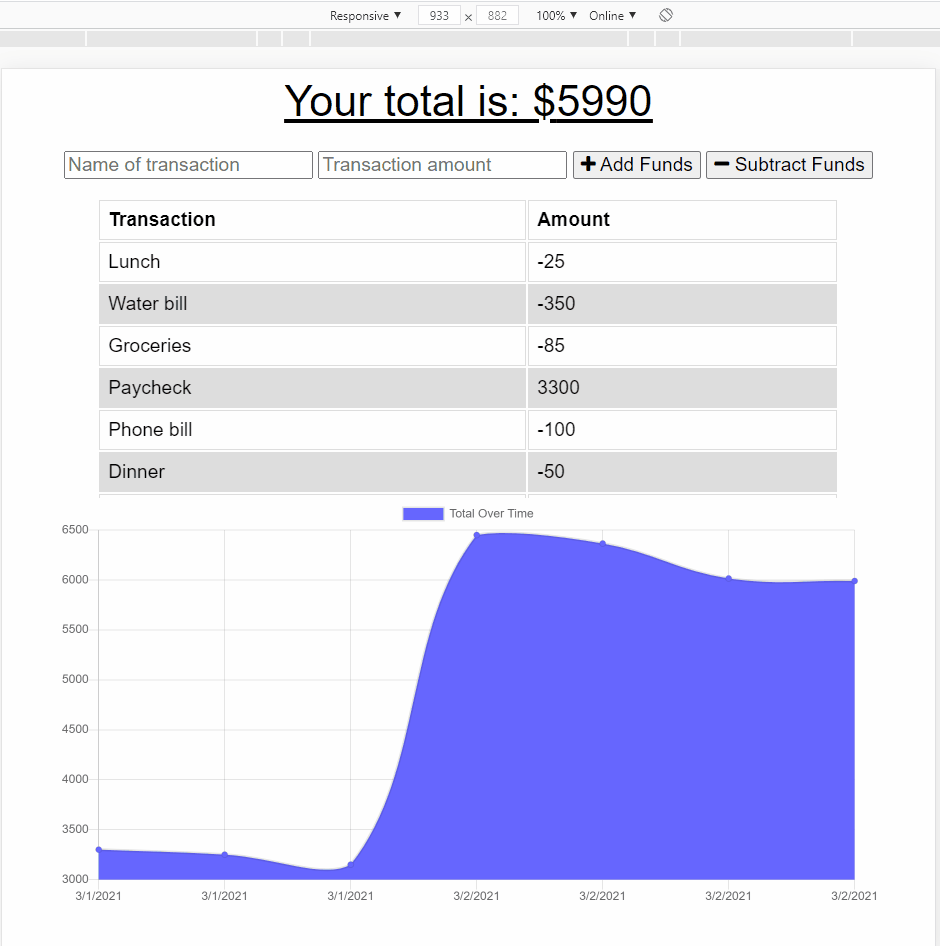 Responsive ▼ 933 × 882 100% ▼ Online ▼
Your total is: $5990
Name of transaction Transaction amount + Add Funds - Subtract Funds
Transaction Amount
Lunch -25
Water bill -350
Groceries -85
Paycheck 3300
Phone bill -100
Dinner -50
Total Over Time
6500
6000
5500
5000
4500
4000
3500
3000
3/1/2021 3/1/2021 3/1/2021 3/2/2021 3/2/2021 3/2/2021 3/2/2021